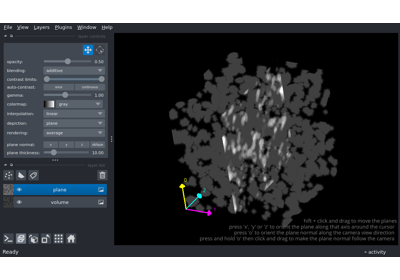 File View Layers Plugins Window Help
layer controls
opacity: 0.50
blending: additive
contrast limits:
auto-contrast: once continuous
gamma: 1.00
colormap: gray
interpolation: linear
depiction: plane
rendering: average
plane normal: x y z oblique
plane thickness: 10.00
layer list
plane
volume
shift + click and drag to move the planes
press 'x', 'y' or 'z' to orient the plane along that axis around the cursor
press 'o' to orient the plane normal along the camera view direction
press and hold 'o' then click and drag to make the plane normal follow the camera
Ready
activity